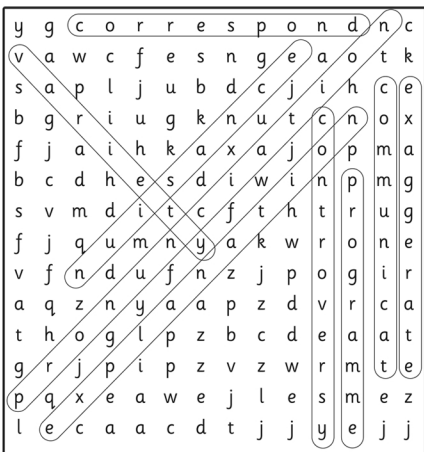 y g c o r r e s p o n d n c
v a w c f e s n g e a o t k
s a p l j u b d c j i h c e
b g r i u g k n u t c n o x
f j a i h k a x a j o p m a
b c d h e s d i w i n p m g
s v m d i t c f t h t r u g
f j q u m n y a k w r o n e
v f n d u f n z j p o g i r
a q z n y a a p z d v r c a
t h o g l p z b c d e a a t
g r j p i p z v z w r m t e
p q x e a w e j l e s m e z
l e c a a c d t j j y e j j